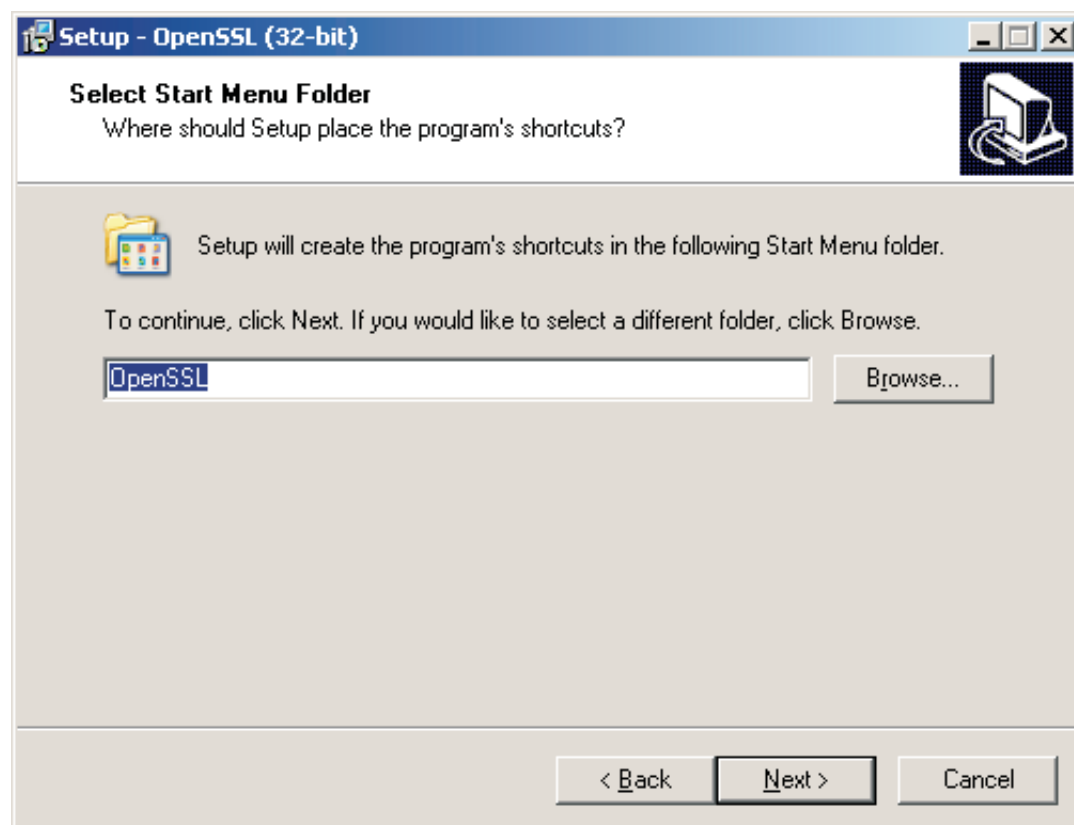 Setup - OpenSSL (32-bit)
Select Start Menu Folder
Where should Setup place the program's shortcuts?
Setup will create the program's shortcuts in the following Start Menu folder.
To continue, click Next. If you would like to select a different folder, click Browse.
OpenSSL
Browse...
< Back
Next >
Cancel